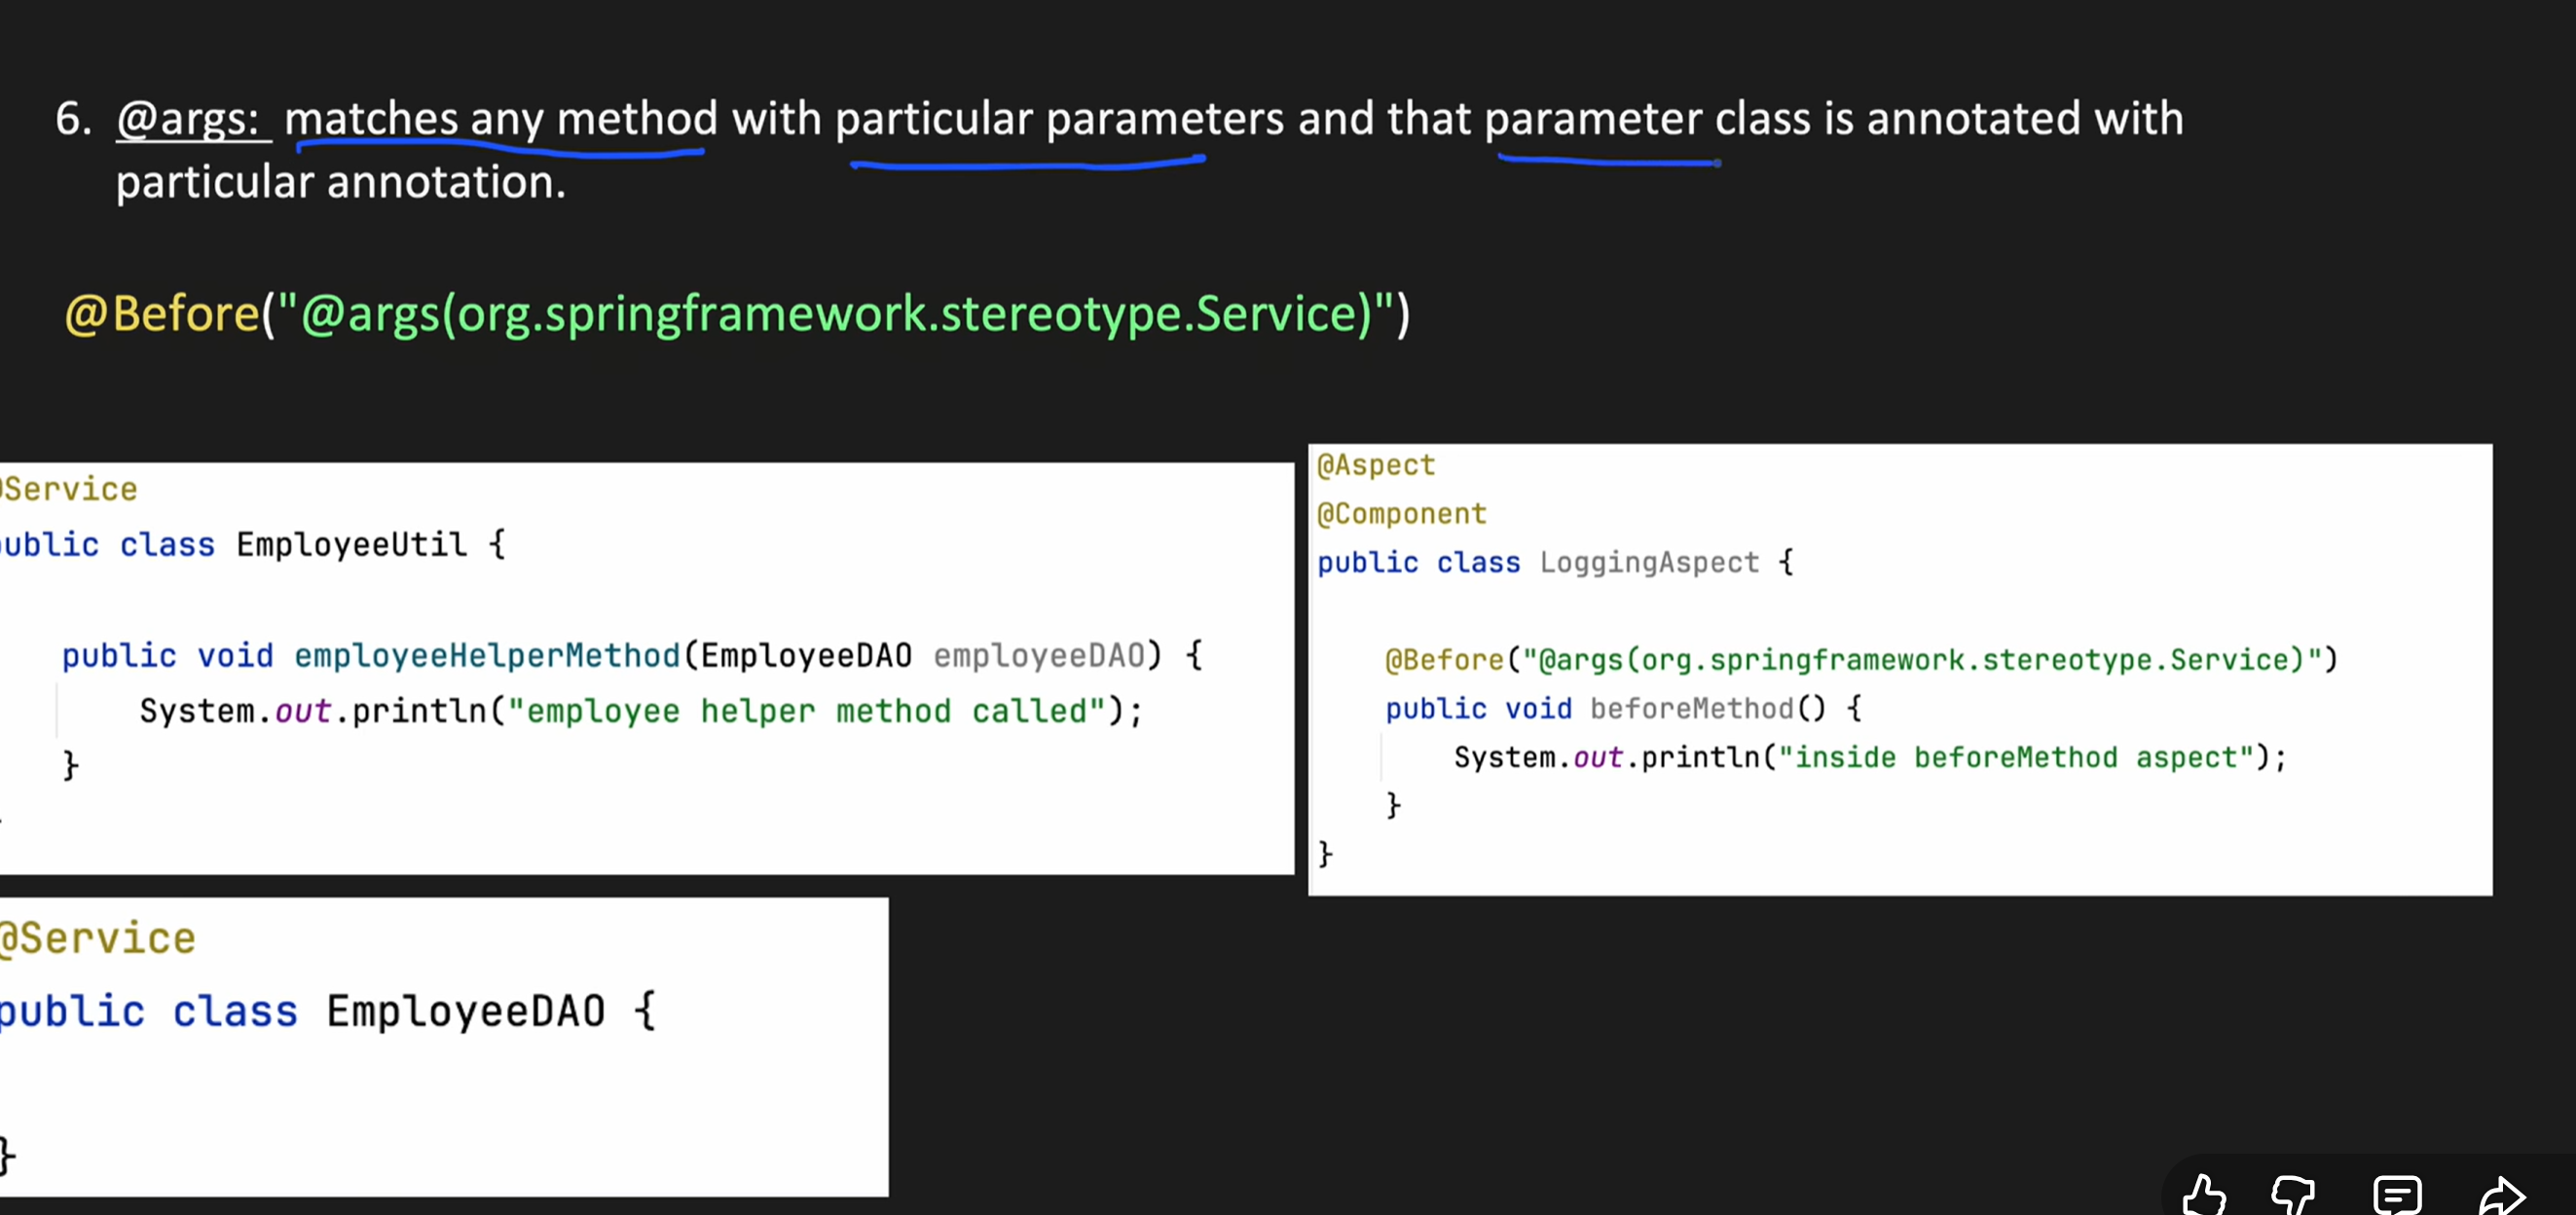 6. @args: matches any method with particular parameters and that parameter class is annotated with
particular annotation.
@Before("@args(org.springframework.stereotype.Service)")
@Service
public class EmployeeUtil {
public void employeeHelperMethod(EmployeeDAO employeeDAO) {
System.out.println("employee helper method called");
}
@Aspect
@Component
public class LoggingAspect {
@Before("@args(org.springframework.stereotype.Service)")
public void beforeMethod() {
System.out.println("inside beforeMethod aspect");
}
}
@Service
public class EmployeeDAO {
}